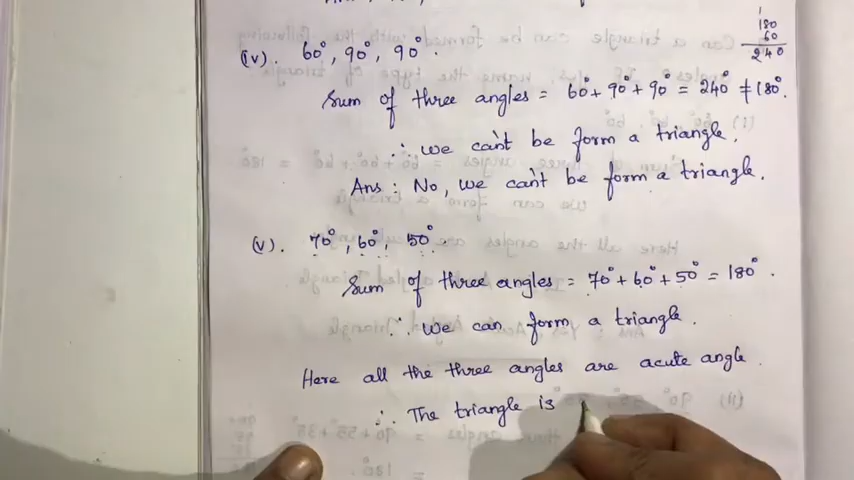 180
60
240
(iv). 60°, 90°, 90°.
Sum of three angles = 60° + 90° + 90° = 240° ≠ 180°.
∴ we can't be form a triangle.
Ans : No, we can't be form a triangle.
(v). 70°, 60°, 50°
Sum of three angles = 70° + 60° + 50° = 180°.
∴ we can form a triangle.
Here all the three angles are acute angle.
∴ The triangle is